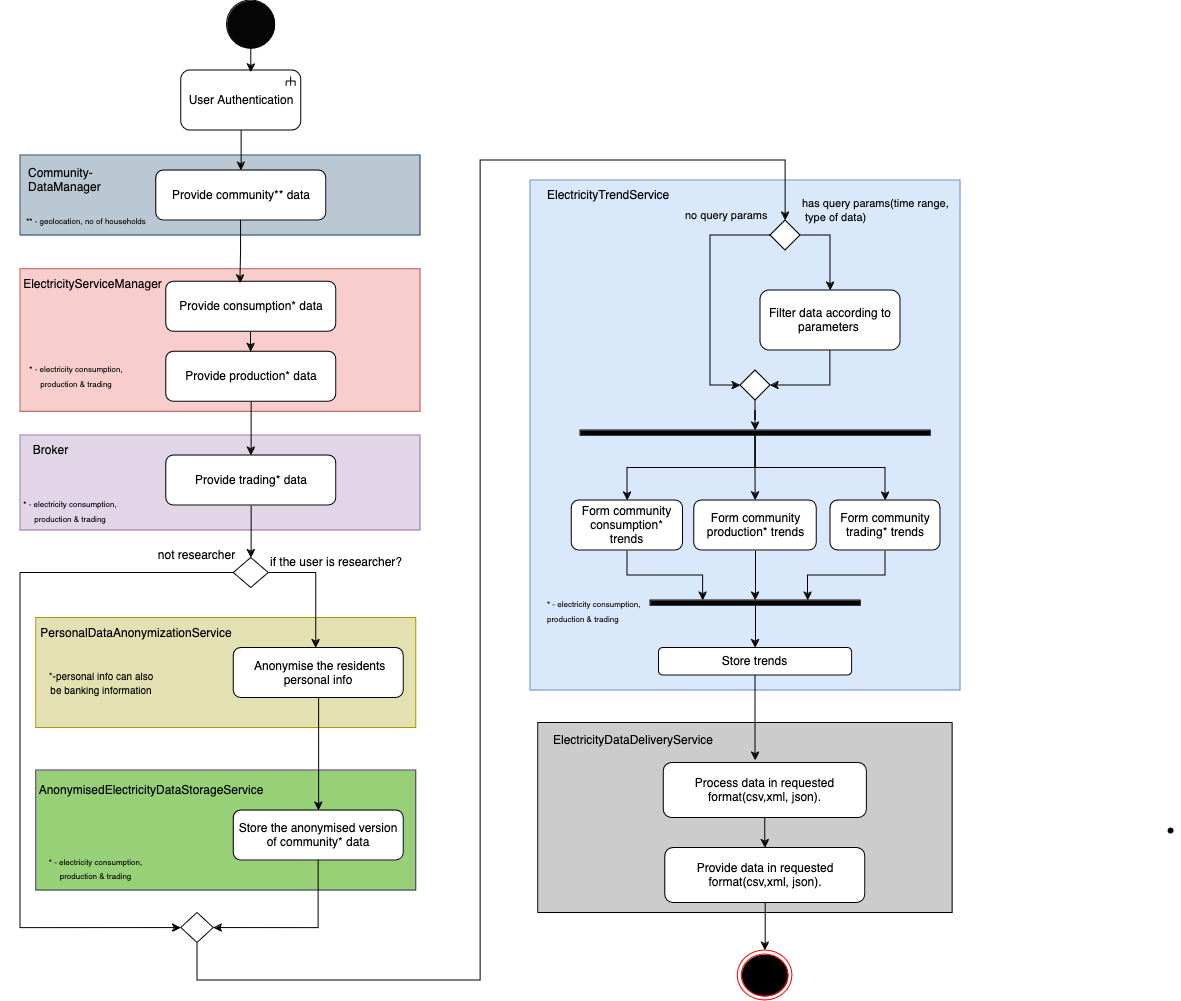 User Authentication
Community-
DataManager
Provide community** data
** - geolocation, no of households
ElectricityServiceManager
Provide consumption* data
Provide production* data
* - electricity consumption,
production & trading
Broker
Provide trading* data
* - electricity consumption,
production & trading
not researcher
if the user is researcher?
PersonalDataAnonymizationService
Anonymise the residents
personal info
*-personal info can also
be banking information
AnonymisedElectricityDataStorageService
Store the anonymised version
of community* data
* - electricity consumption,
production & trading
ElectricityTrendService
no query params
has query params(time range,
type of data)
Filter data according to
parameters
Form community
consumption*
trends
Form community
production* trends
Form community
trading* trends
* - electricity consumption,
production & trading
Store trends
ElectricityDataDeliveryService
Process data in requested
format(csv,xml, json).
Provide data in requested
format(csv,xml, json).